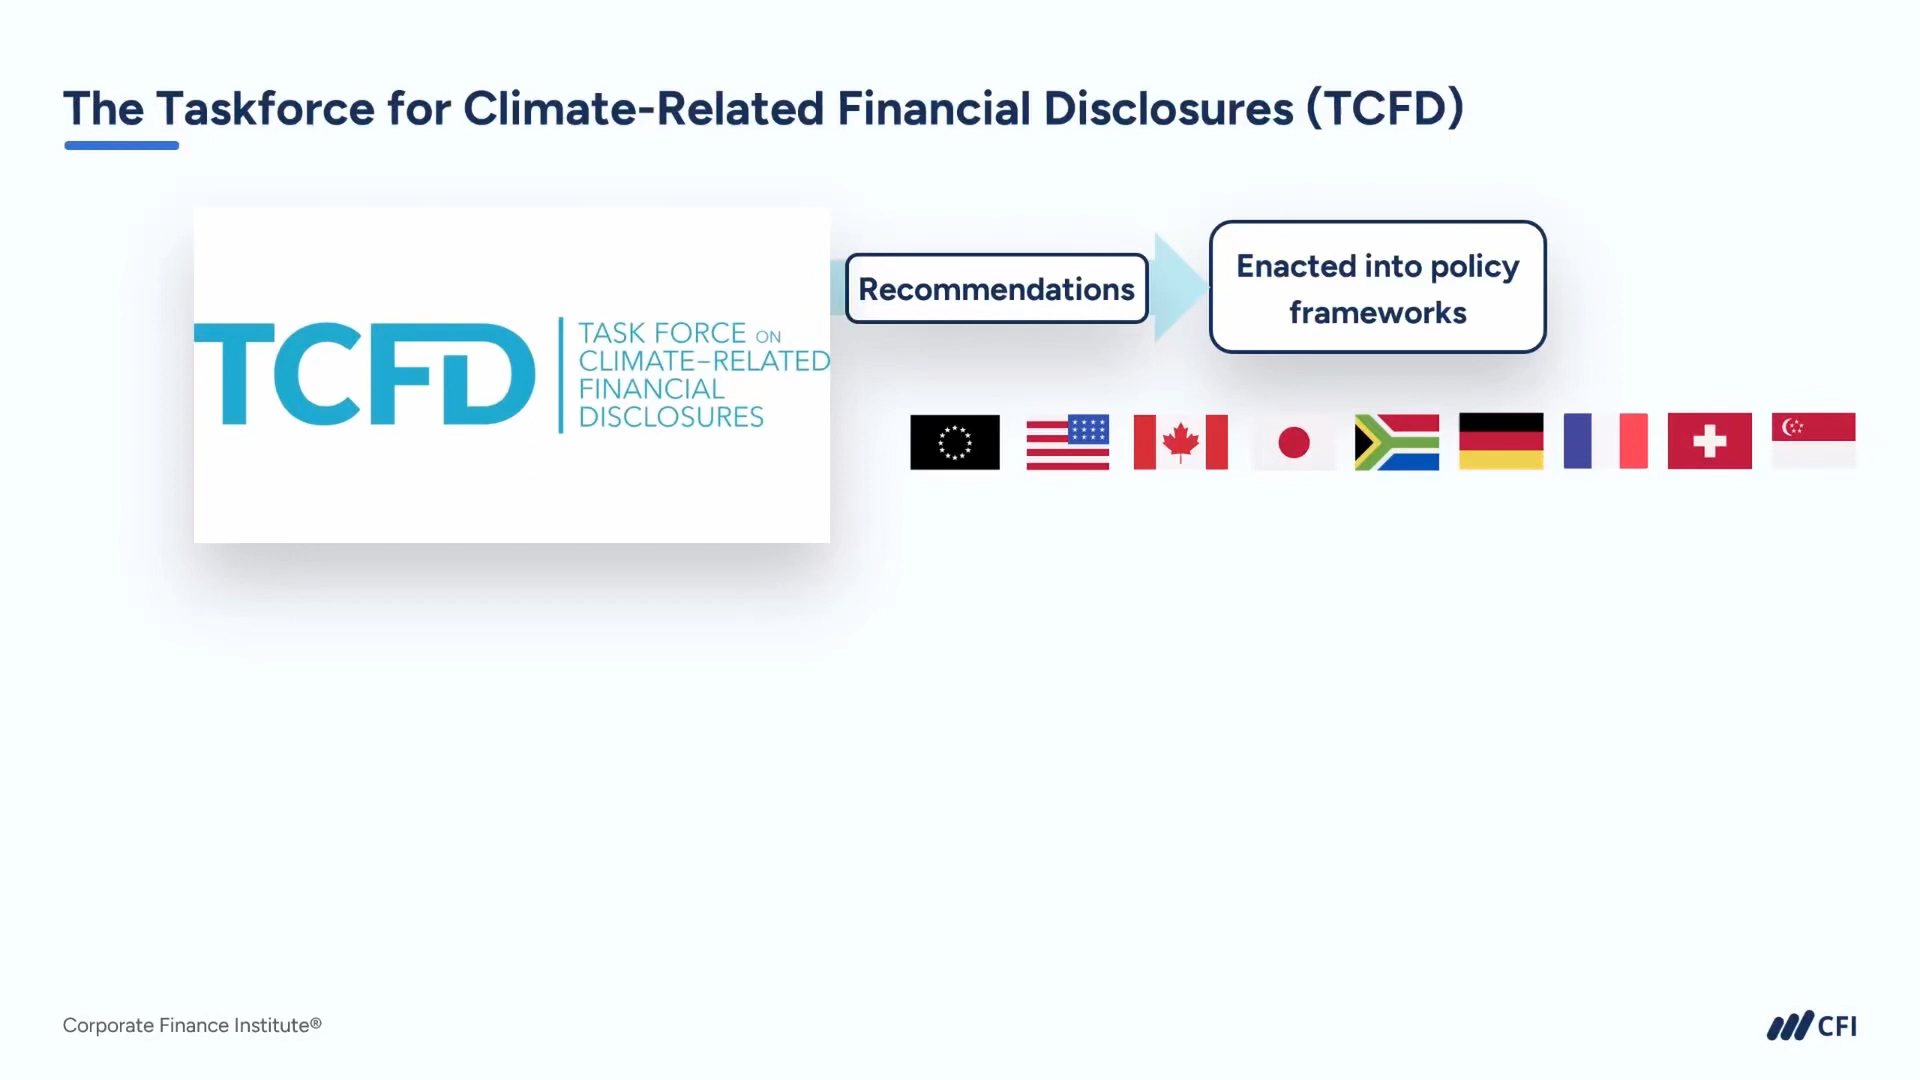 The Taskforce for Climate-Related Financial Disclosures (TCFD)
TCFD
TASK FORCE ON
CLIMATE-RELATED
FINANCIAL
DISCLOSURES
Recommendations
Enacted into policy
frameworks
Corporate Finance Institute®
CFI